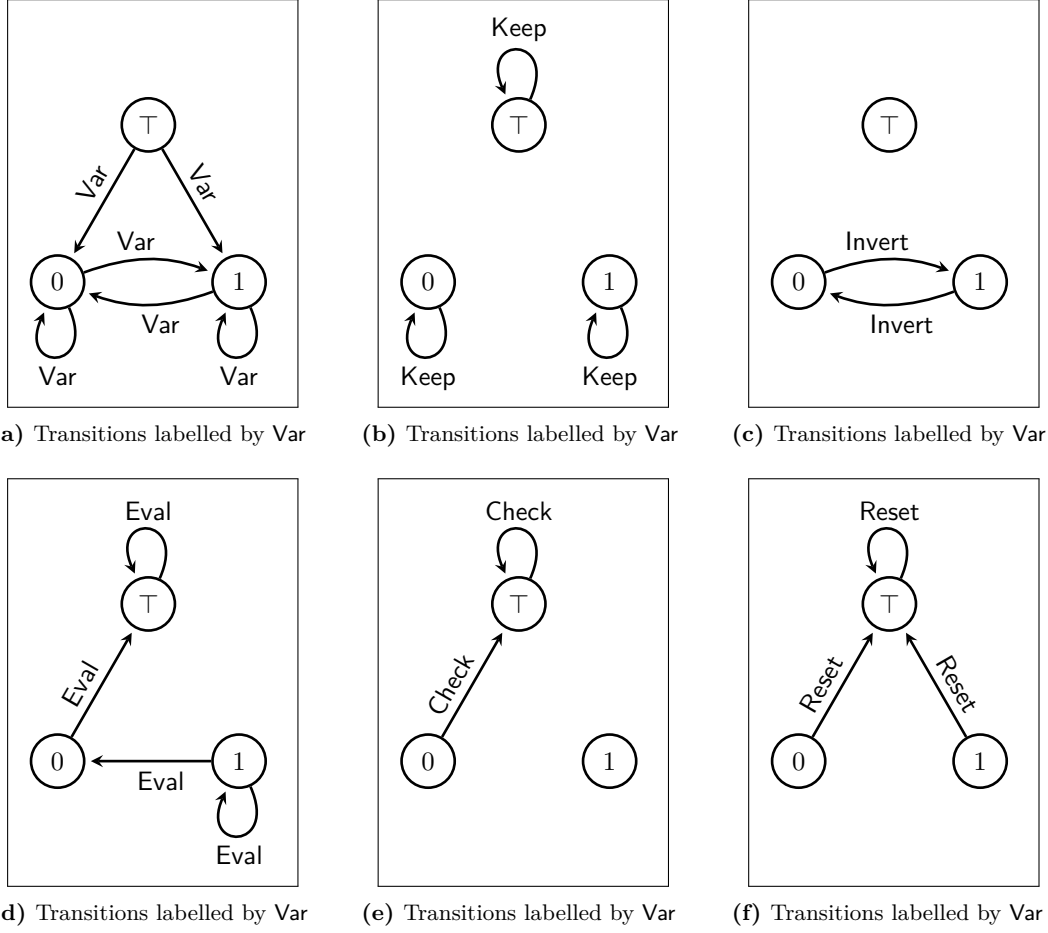 Keep
⊤
⊤
⊤
Var
Var
Var
Invert
0
1
0
1
0
1
Var
Invert
Var
Var
Keep
Keep
a) Transitions labelled by Var
(b) Transitions labelled by Var
(c) Transitions labelled by Var
Eval
Check
Reset
⊤
⊤
⊤
Eval
Check
Reset
Reset
0
1
0
1
0
1
Eval
Eval
d) Transitions labelled by Var
(e) Transitions labelled by Var
(f) Transitions labelled by Var